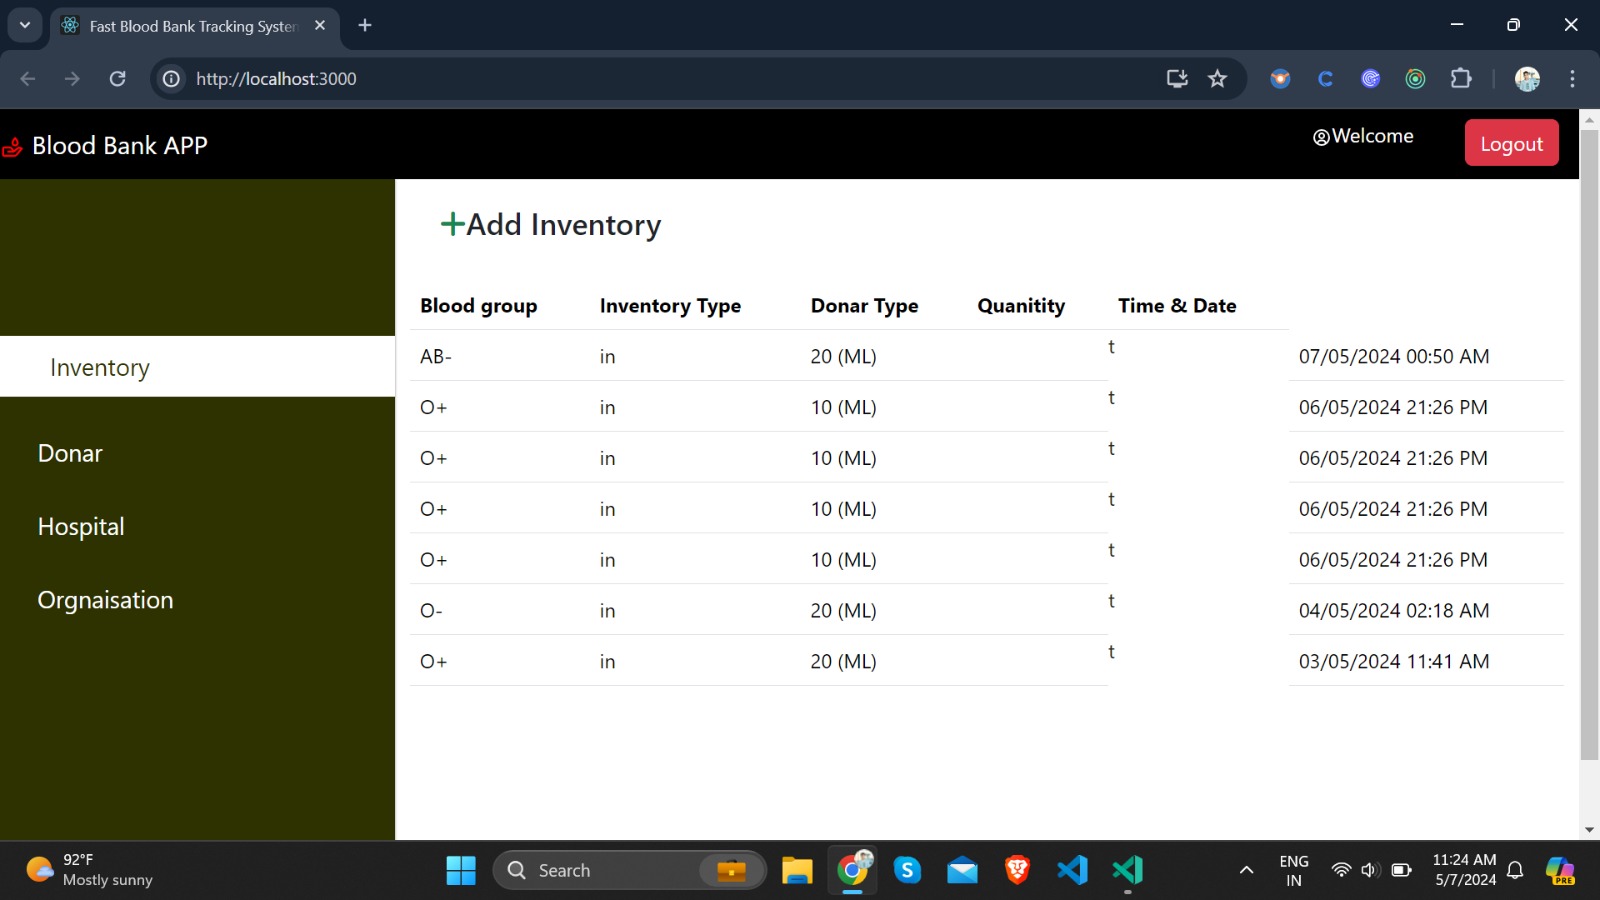 Fast Blood Bank Tracking System
http://localhost:3000
Blood Bank APP
Welcome
Logout
Add Inventory
Blood group Inventory Type Donar Type Quanitity Time & Date
AB- in 20 (ML) t 07/05/2024 00:50 AM
Inventory
O+ in 10 (ML) t 06/05/2024 21:26 PM
Donar
O+ in 10 (ML) t 06/05/2024 21:26 PM
O+ in 10 (ML) t 06/05/2024 21:26 PM
Hospital
O+ in 10 (ML) t 06/05/2024 21:26 PM
Orgnaisation
O- in 20 (ML) t 04/05/2024 02:18 AM
O+ in 20 (ML) t 03/05/2024 11:41 AM
92°F
Mostly sunny
Search
ENG
IN
11:24 AM
5/7/2024
PRE